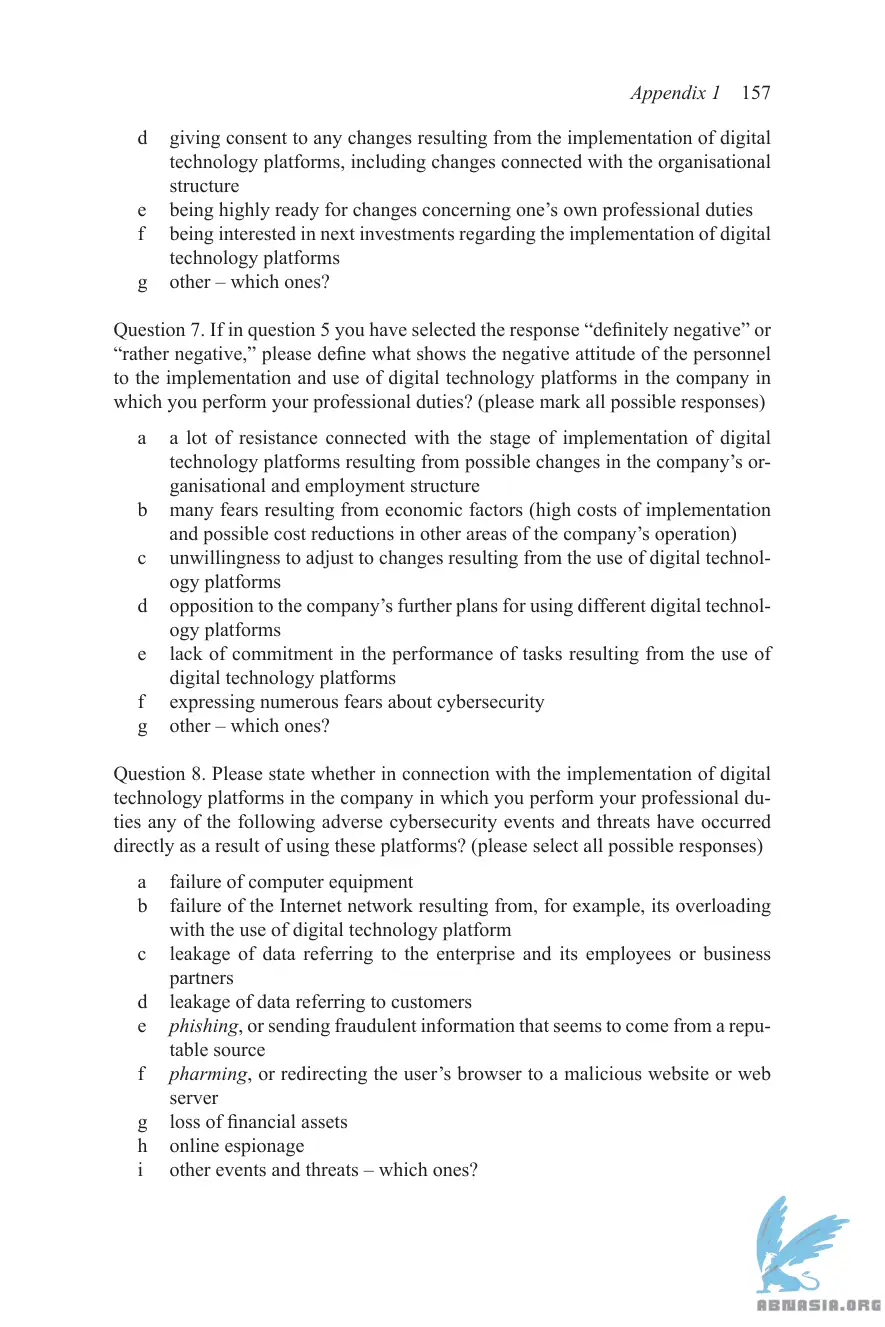 Appendix 1 157
d giving consent to any changes resulting from the implementation of digital
technology platforms, including changes connected with the organisational
structure
e being highly ready for changes concerning one's own professional duties
f being interested in next investments regarding the implementation of digital
technology platforms
g other – which ones?
Question 7. If in question 5 you have selected the response “definitely negative” or
“rather negative,” please define what shows the negative attitude of the personnel
to the implementation and use of digital technology platforms in the company in
which you perform your professional duties? (please mark all possible responses)
a a lot of resistance connected with the stage of implementation of digital
technology platforms resulting from possible changes in the company's or-
ganisational and employment structure
b many fears resulting from economic factors (high costs of implementation
and possible cost reductions in other areas of the company's operation)
c unwillingness to adjust to changes resulting from the use of digital technol-
ogy platforms
d opposition to the company's further plans for using different digital technol-
ogy platforms
e lack of commitment in the performance of tasks resulting from the use of
digital technology platforms
f expressing numerous fears about cybersecurity
g other – which ones?
Question 8. Please state whether in connection with the implementation of digital
technology platforms in the company in which you perform your professional du-
ties any of the following adverse cybersecurity events and threats have occurred
directly as a result of using these platforms? (please select all possible responses)
a failure of computer equipment
b failure of the Internet network resulting from, for example, its overloading
with the use of digital technology platform
c leakage of data referring to the enterprise and its employees or business
partners
d leakage of data referring to customers
e phishing, or sending fraudulent information that seems to come from a repu-
table source
f pharming, or redirecting the user's browser to a malicious website or web
server
g loss of financial assets
h online espionage
i other events and threats – which ones?
ABNASIA.ORG